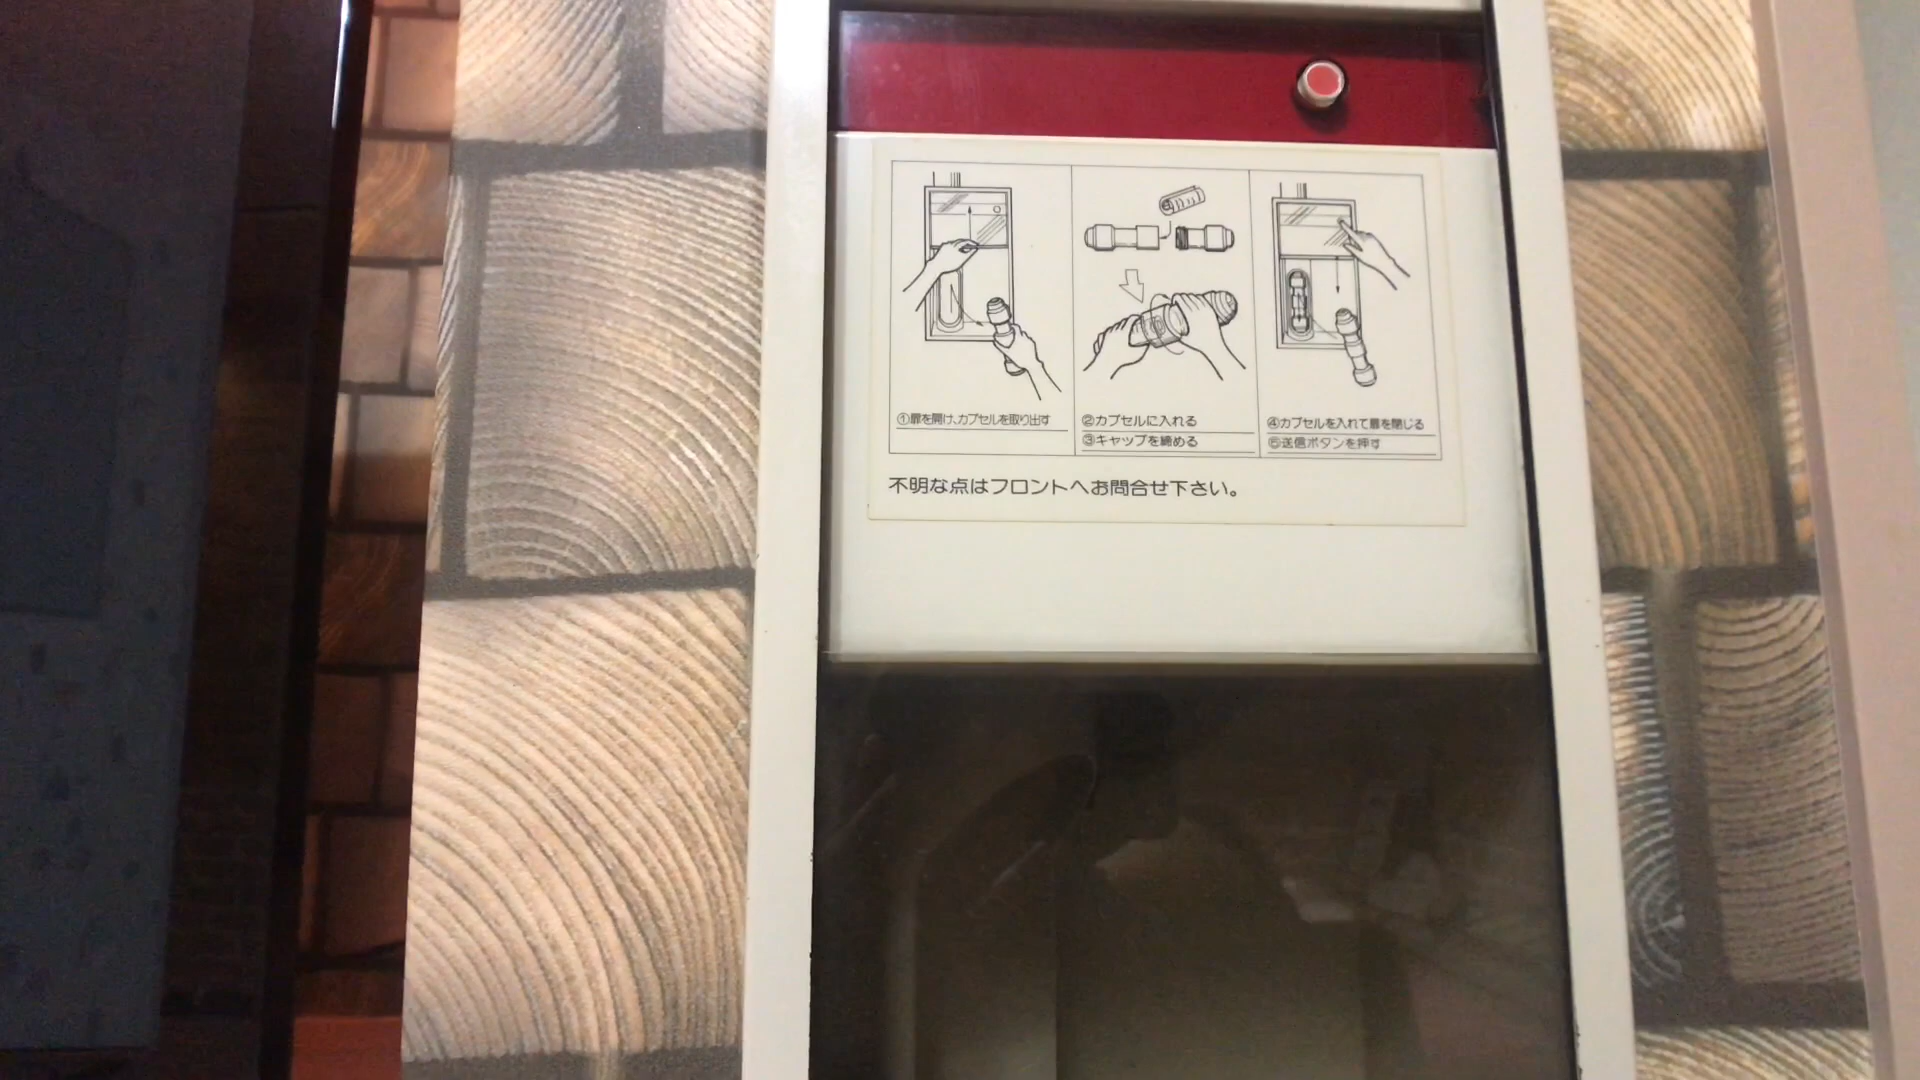 ①扉を開け、カプセルを取り出す
②カプセルに入れる
③キャップを締める
④カプセルを入れて扉を閉じる
⑤送信ボタンを押す
不明な点はフロントへお問合せ下さい。